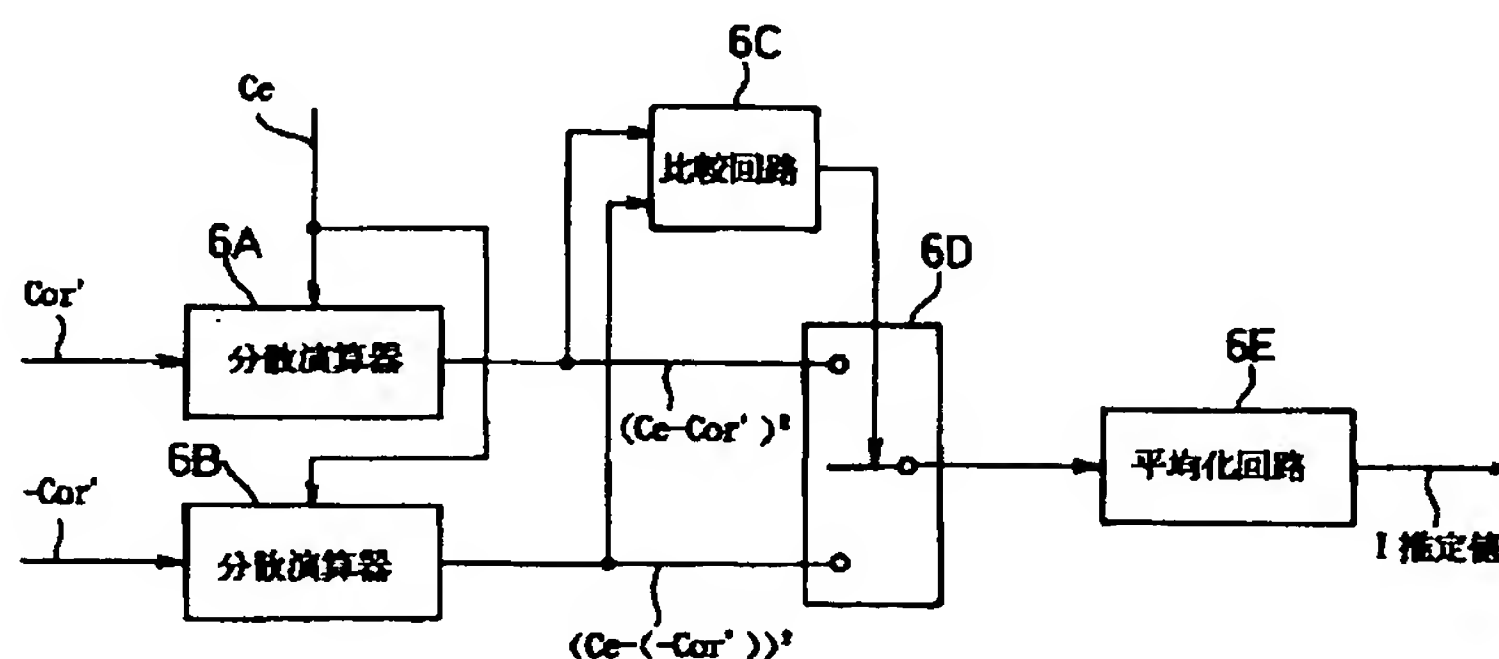 6C
Ce
比較回路
6A
6D
Cor'
分散演算器
6E
(Ce-Cor')²
平均化回路
6B
-Cor'
分散演算器
I 推定値
(Ce-(-Cor'))²